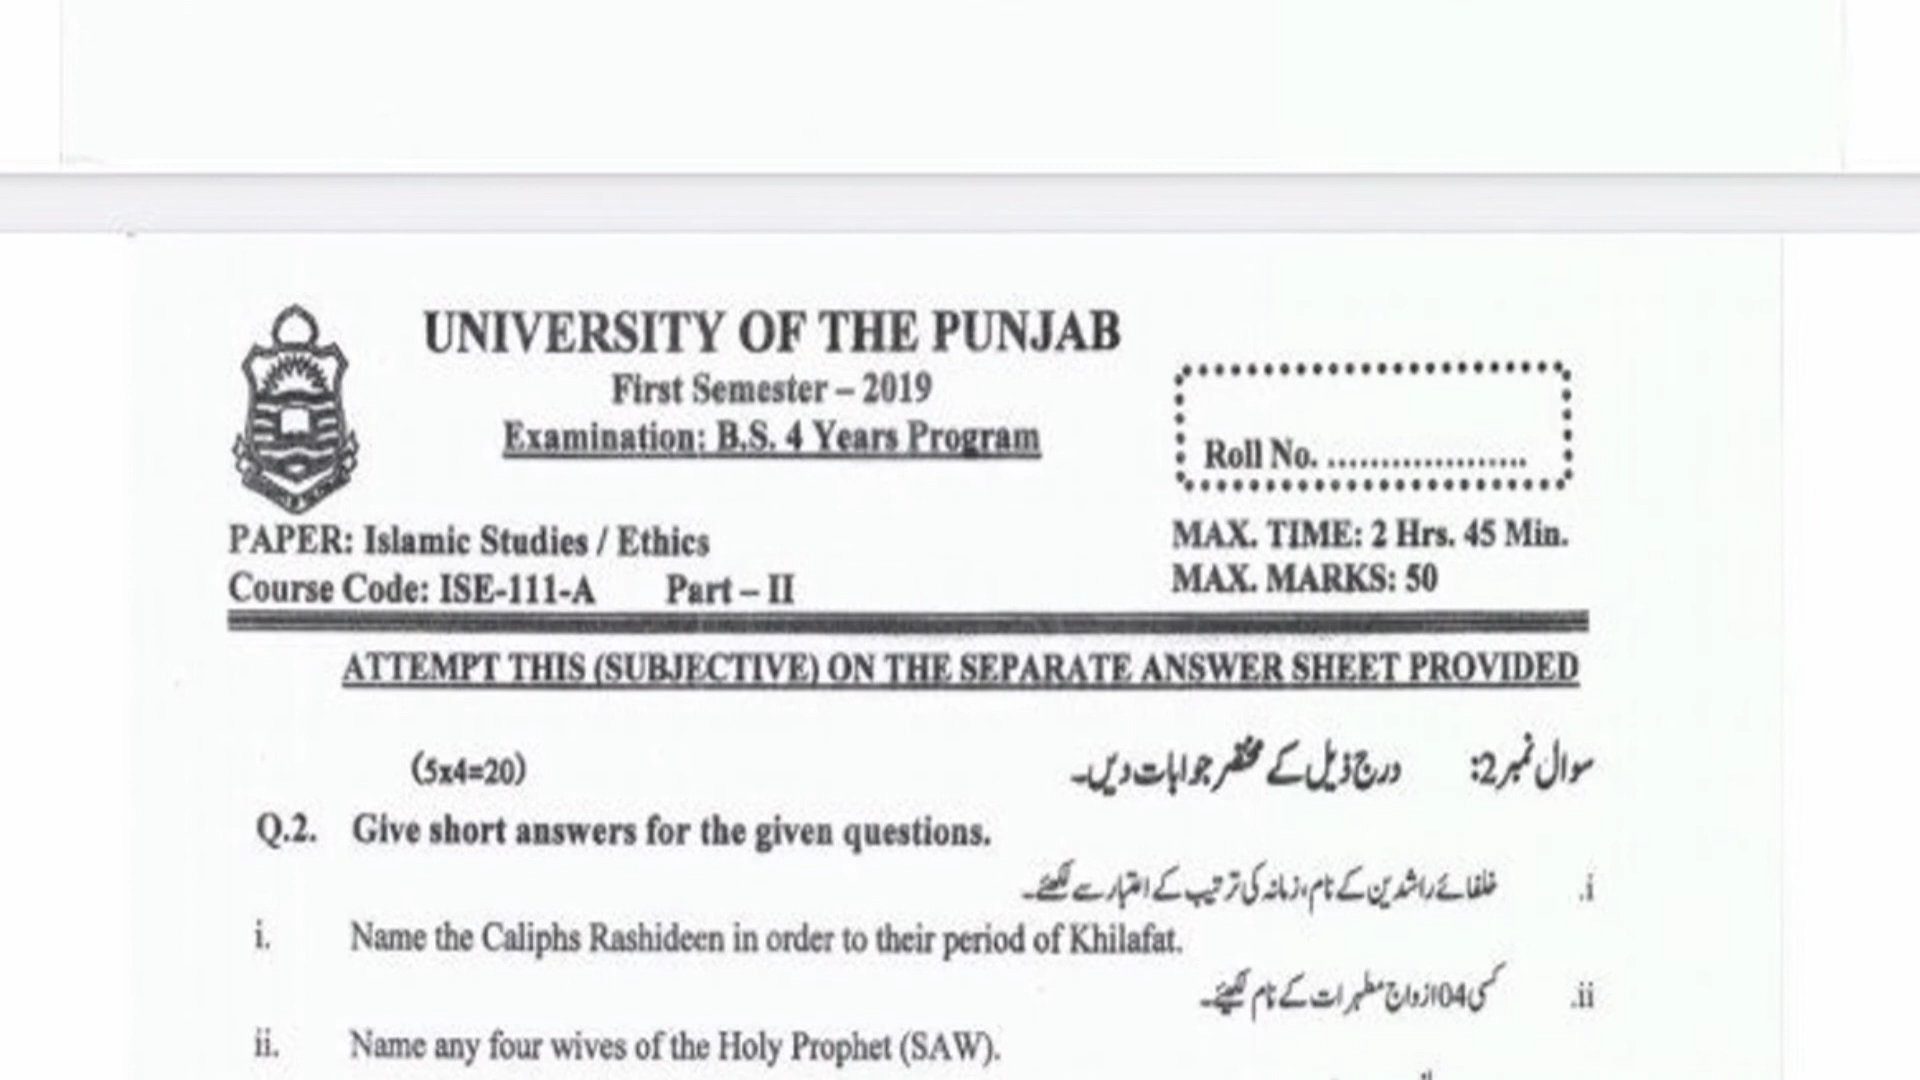 UNIVERSITY OF THE PUNJAB
First Semester – 2019
Examination: B.S. 4 Years Program
Roll No. ...................
PAPER: Islamic Studies / Ethics
MAX. TIME: 2 Hrs. 45 Min.
Course Code: ISE-111-A Part – II
MAX. MARKS: 50
ATTEMPT THIS (SUBJECTIVE) ON THE SEPARATE ANSWER SHEET PROVIDED
سوال نمبر2: درج ذیل کے مختصر جوابات دیں۔ (5x4=20)
Q.2. Give short answers for the given questions.
i. خلفائے راشدین کے نام، زمانہ کی ترتیب کے اعتبار سے لکھئے۔
i. Name the Caliphs Rashideen in order to their period of Khilafat.
ii. کسی 04 ازواج مطہرات کے نام لکھیئے۔
ii. Name any four wives of the Holy Prophet (SAW).